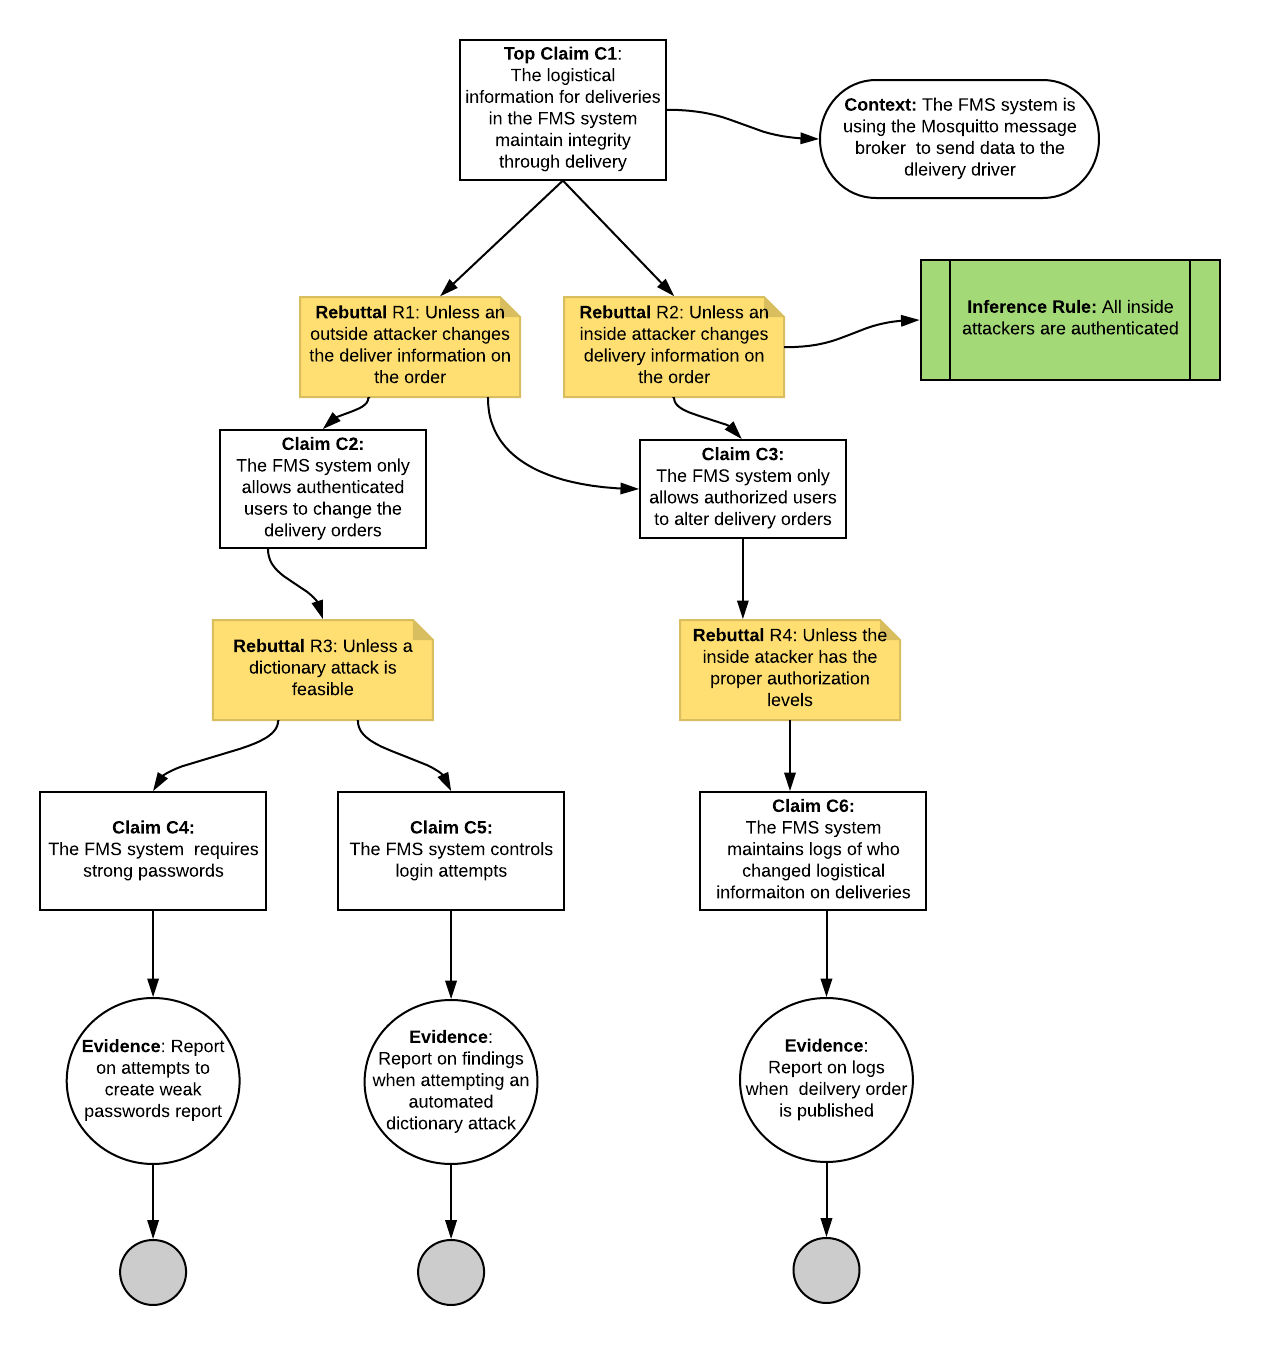 Top Claim C1:
The logistical
information for deliveries
in the FMS system
maintain integrity
through delivery
Context: The FMS system is
using the Mosquitto message
broker to send data to the
dleivery driver
Rebuttal R1: Unless an
outside attacker changes
the deliver information on
the order
Rebuttal R2: Unless an
inside attacker changes
delivery information on
the order
Inference Rule: All inside
attackers are authenticated
Claim C2:
The FMS system only
allows authenticated
users to change the
delivery orders
Claim C3:
The FMS system only
allows authorized users
to alter delivery orders
Rebuttal R3: Unless a
dictionary attack is
feasible
Rebuttal R4: Unless the
inside atacker has the
proper authorization
levels
Claim C4:
The FMS system requires
strong passwords
Claim C5:
The FMS system controls
login attempts
Claim C6:
The FMS system
maintains logs of who
changed logistical
informaiton on deliveries
Evidence: Report
on attempts to
create weak
passwords report
Evidence:
Report on findings
when attempting an
automated
dictionary attack
Evidence:
Report on logs
when deilvery order
is published